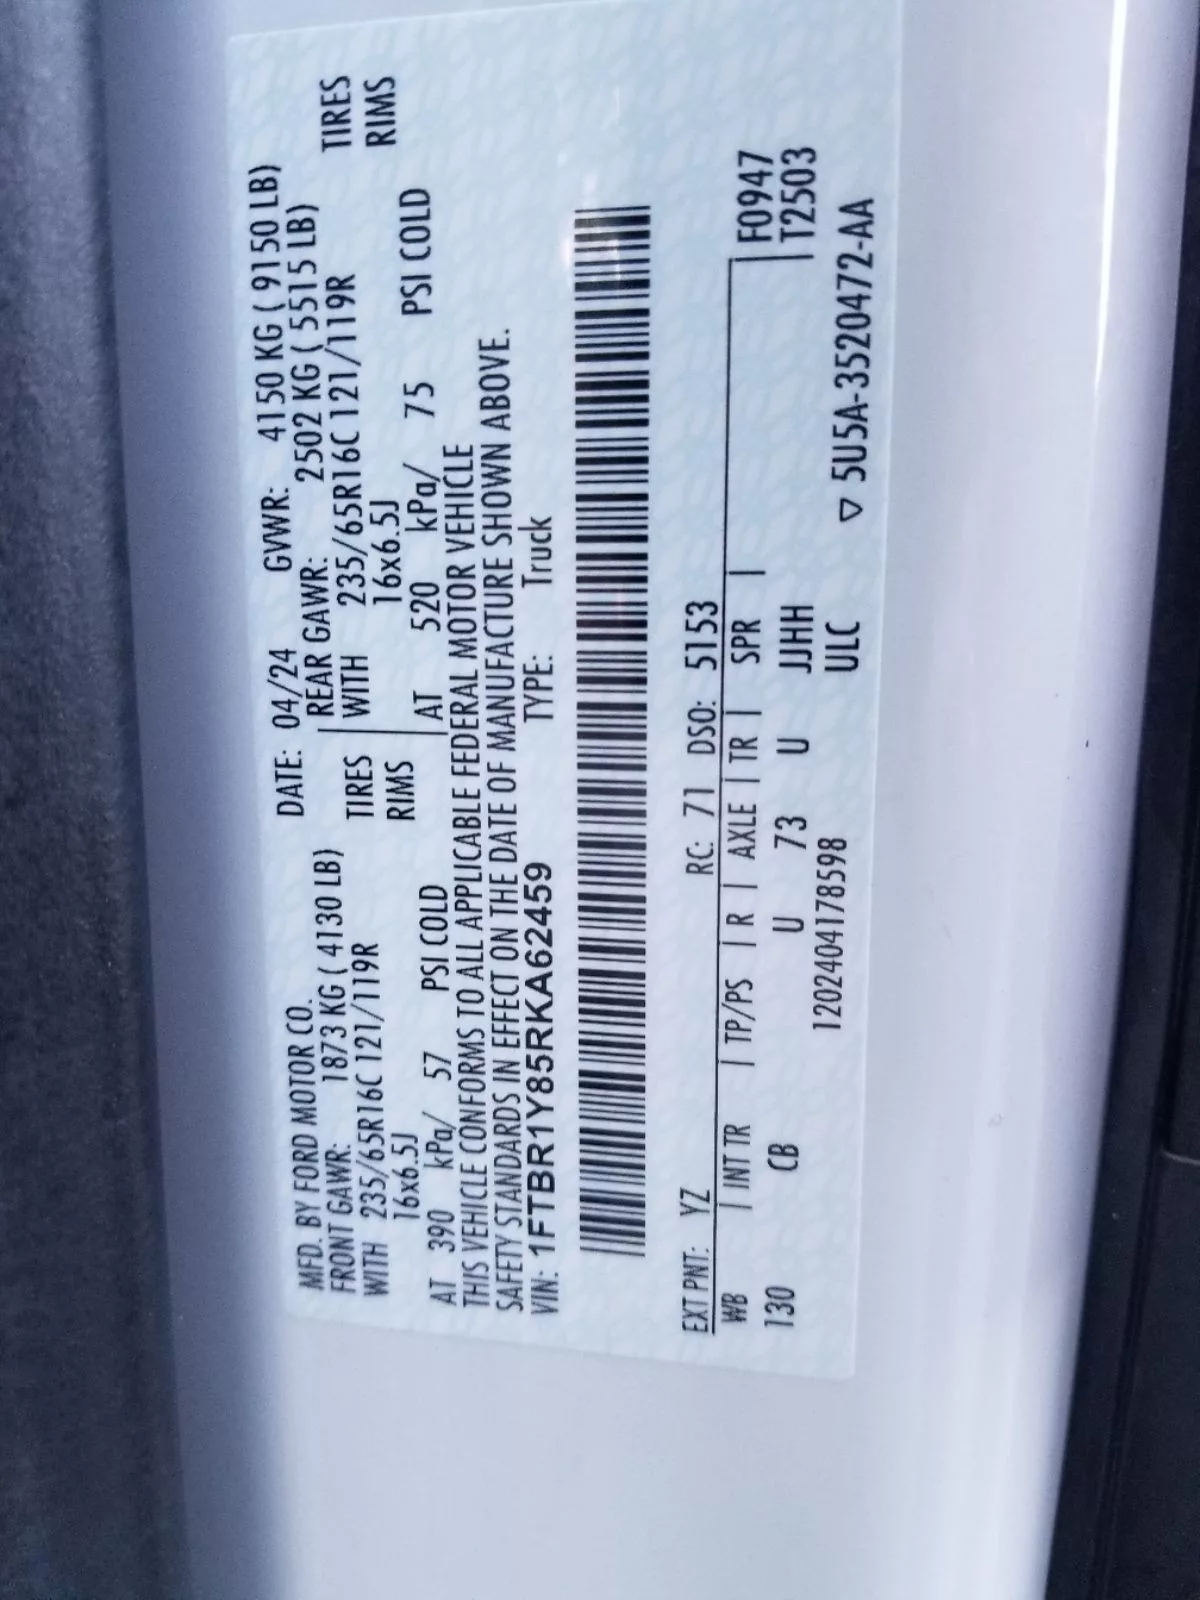 MFD. BY FORD MOTOR CO.
DATE: 04/24 GVWR: 4150 KG ( 9150 LB)
FRONT GAWR: 1873 KG ( 4130 LB)
REAR GAWR: 2502 KG ( 5515 LB)
WITH 235/65R16C 121/119R TIRES
WITH 235/65R16C 121/119R TIRES
16x6.5J RIMS
16x6.5J RIMS
AT 390 kPa/ 57 PSI COLD
AT 520 kPa/ 75 PSI COLD
THIS VEHICLE CONFORMS TO ALL APPLICABLE FEDERAL MOTOR VEHICLE
SAFETY STANDARDS IN EFFECT ON THE DATE OF MANUFACTURE SHOWN ABOVE.
VIN: 1FTBR1Y85RKA62459 TYPE: Truck
EXT PNT: YZ RC: 71 DSO: 5153
WB | INT TR | TP/PS | R | AXLE | TR | SPR | F0947
130 CB U 73 U JJHH T2503
120240417​8598 ULC
▽ 5U5A-3520472-AA